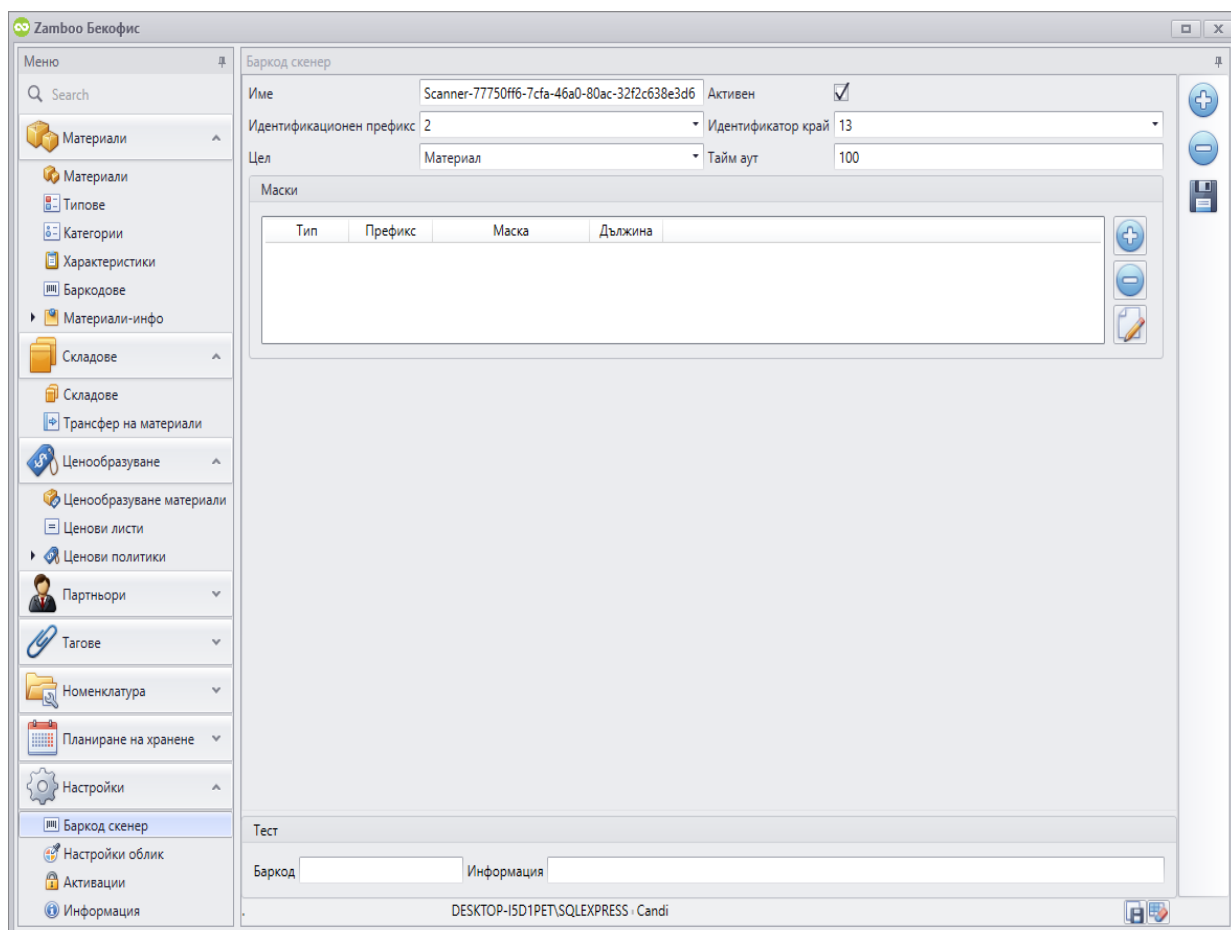 Zamboo Бекофис
Меню
Search
Материали
Материали
Типове
Категории
Характеристики
Баркодове
Материали-инфо
Складове
Складове
Трансфер на материали
Ценообразуване
Ценообразуване материали
Ценови листи
Ценови политики
Партньори
Тагове
Номенклатура
Планиране на хранене
Настройки
Баркод скенер
Настройки облик
Активации
Информация
Баркод скенер
Име Scanner-77750ff6-7cfa-46a0-80ac-32f2c638e3d6 Активен
Идентификационен префикс 2 Идентификатор край 13
Цел Материал Тайм аут 100
Маски
Тип Префикс Маска Дължина
Тест
Баркод Информация
DESKTOP-I5D1PET\SQLEXPRESS : Candi